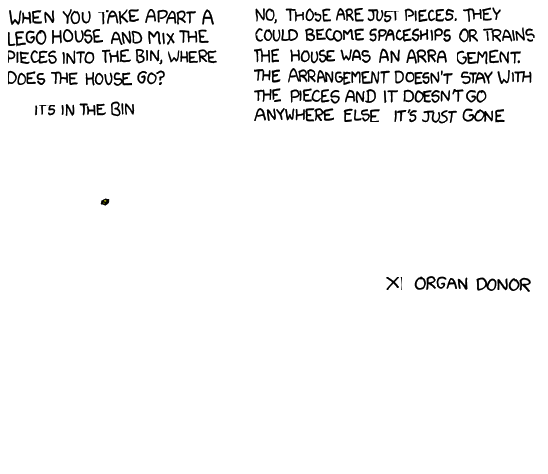 WHEN YOU TAKE APART A
LEGO HOUSE AND MIX THE
PIECES INTO THE BIN, WHERE
DOES THE HOUSE GO?
ITS IN THE BIN
NO, THOSE ARE JUST PIECES. THEY
COULD BECOME SPACESHIPS OR TRAINS
THE HOUSE WAS AN ARRA GEMENT.
THE ARRANGEMENT DOESN'T STAY WITH
THE PIECES AND IT DOESN'T GO
ANYWHERE ELSE IT'S JUST GONE
X ORGAN DONOR